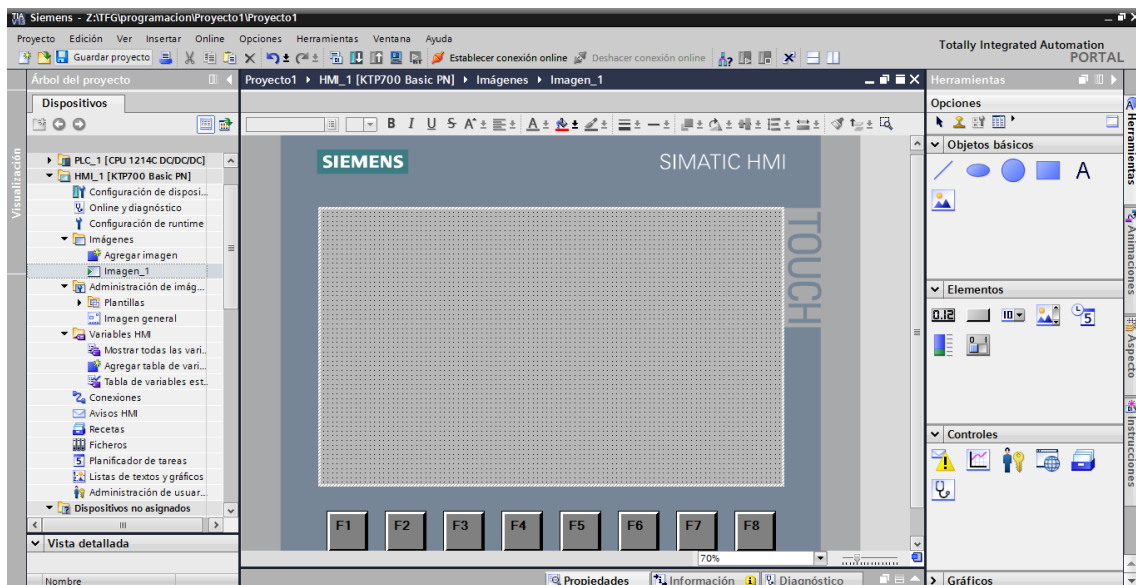 Siemens - Z:\TFG\programacion\Proyecto1\Proyecto1
Proyecto Edición Ver Insertar Online Opciones Herramientas Ventana Ayuda
Totally Integrated Automation
PORTAL
Guardar proyecto
Establecer conexión online
Deshacer conexión online
Árbol del proyecto
Dispositivos
Visualización
PLC_1 [CPU 1214C DC/DC/DC]
HMI_1 [KTP700 Basic PN]
Configuración de disposi...
Online y diagnóstico
Configuración de runtime
Imágenes
Agregar imagen
Imagen_1
Administración de imág...
Plantillas
Imagen general
Variables HMI
Mostrar todas las vari..
Agregar tabla de vari...
Tabla de variables est..
Conexiones
Avisos HMI
Recetas
Ficheros
Planificador de tareas
Listas de textos y gráficos
Administración de usuar...
Dispositivos no asignados
Vista detallada
Nombre
Proyecto1 HMI_1 [KTP700 Basic PN] Imágenes Imagen_1
B I U S A
SIEMENS
SIMATIC HMI
TOUCH
F1 F2 F3 F4 F5 F6 F7 F8
70%
Propiedades Información Diagnóstico
Herramientas
Opciones
Objetos básicos
A
Elementos
0.12
10
5
Controles
Gráficos
Herramientas
Animaciones
Aspecto
Instrucciones